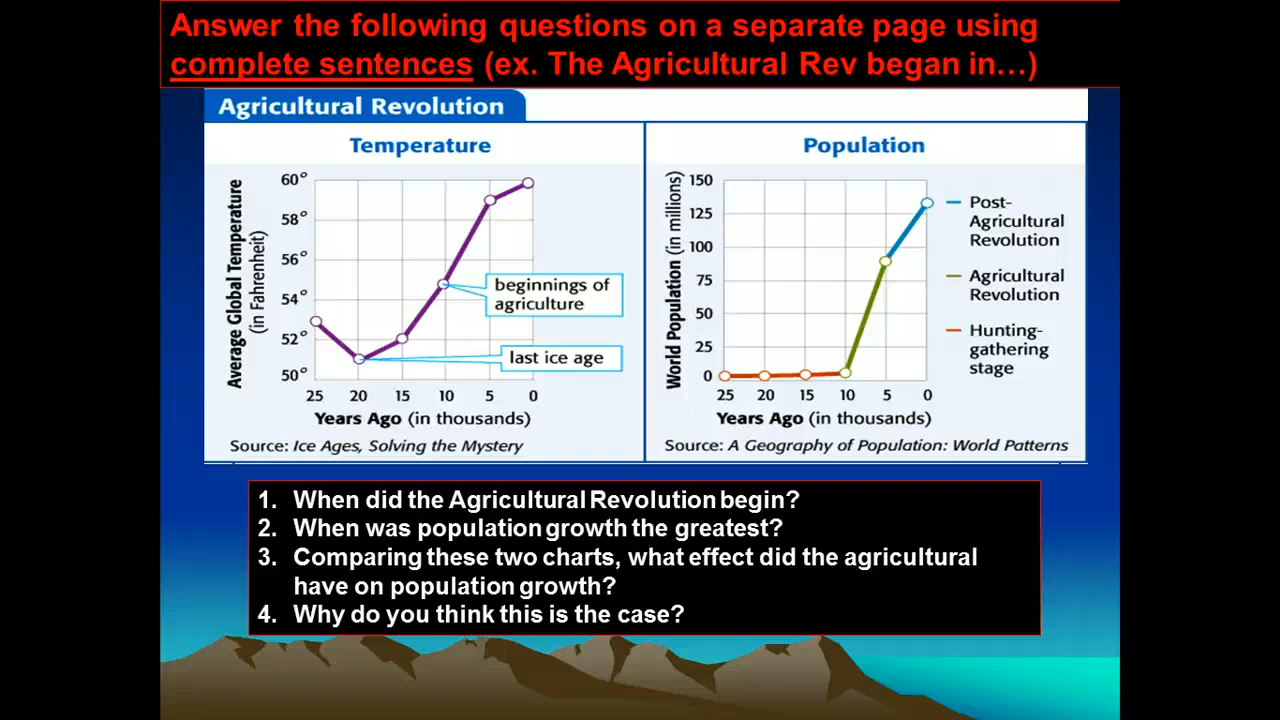 Answer the following questions on a separate page using
complete sentences (ex. The Agricultural Rev began in…)
Agricultural Revolution
Temperature
Average Global Temperature
(in Fahrenheit)
60°
58°
56°
54°
52°
50°
beginnings of
agriculture
last ice age
25 20 15 10 5 0
Years Ago (in thousands)
Source: Ice Ages, Solving the Mystery
Population
World Population (in millions)
150
125
100
75
50
25
0
25 20 15 10 5 0
Years Ago (in thousands)
Post-
Agricultural
Revolution
Agricultural
Revolution
Hunting-
gathering
stage
Source: A Geography of Population: World Patterns
1. When did the Agricultural Revolution begin?
2. When was population growth the greatest?
3. Comparing these two charts, what effect did the agricultural
have on population growth?
4. Why do you think this is the case?